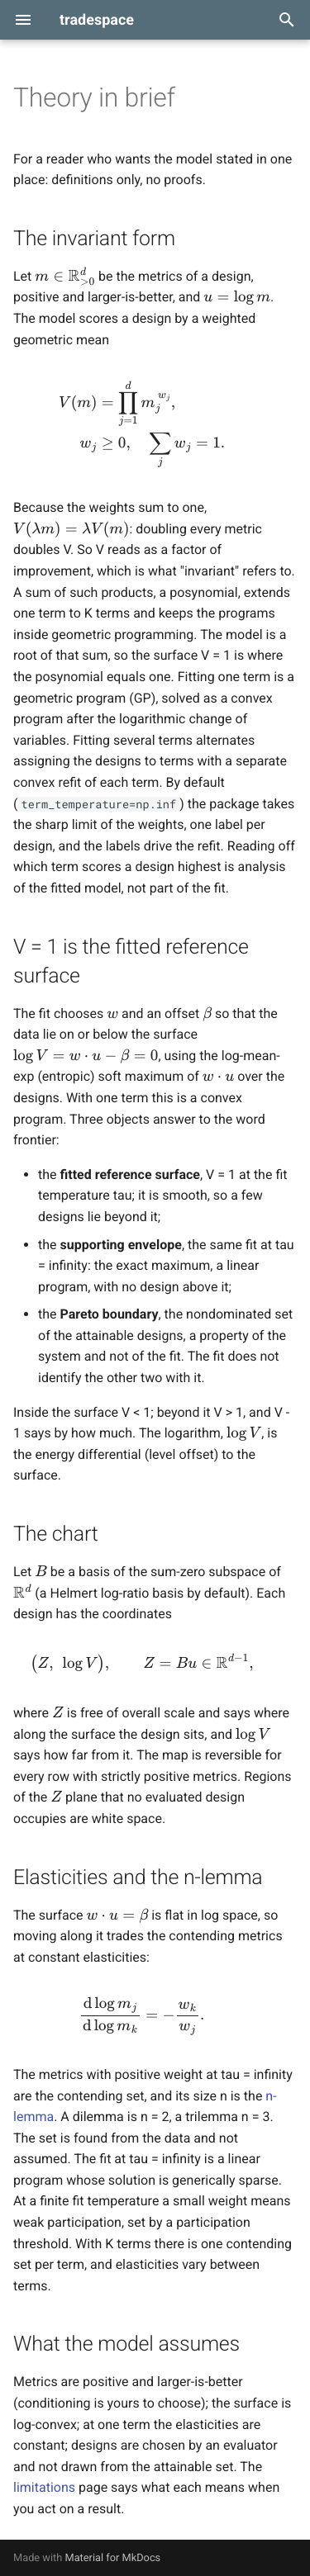 tradespace
Theory in brief
For a reader who wants the model stated in one
place: definitions only, no proofs.
The invariant form
Let m ∈ ℝ^d_{>0} be the metrics of a design,
positive and larger-is-better, and u = log m.
The model scores a design by a weighted
geometric mean
V(m) = ∏_{j=1}^{d} m_j^{w_j},
w_j ≥ 0, ∑_j w_j = 1.
Because the weights sum to one,
V(λm) = λV(m): doubling every metric
doubles V. So V reads as a factor of
improvement, which is what "invariant" refers to.
A sum of such products, a posynomial, extends
one term to K terms and keeps the programs
inside geometric programming. The model is a
root of that sum, so the surface V = 1 is where
the posynomial equals one. Fitting one term is a
geometric program (GP), solved as a convex
program after the logarithmic change of
variables. Fitting several terms alternates
assigning the designs to terms with a separate
convex refit of each term. By default
( term_temperature=np.inf ) the package takes
the sharp limit of the weights, one label per
design, and the labels drive the refit. Reading off
which term scores a design highest is analysis
of the fitted model, not part of the fit.
V = 1 is the fitted reference
surface
The fit chooses w and an offset β so that the
data lie on or below the surface
log V = w · u − β = 0, using the log-mean-
exp (entropic) soft maximum of w · u over the
designs. With one term this is a convex
program. Three objects answer to the word
frontier:
• the fitted reference surface, V = 1 at the fit
temperature tau; it is smooth, so a few
designs lie beyond it;
• the supporting envelope, the same fit at tau
= infinity: the exact maximum, a linear
program, with no design above it;
• the Pareto boundary, the nondominated set
of the attainable designs, a property of the
system and not of the fit. The fit does not
identify the other two with it.
Inside the surface V < 1; beyond it V > 1, and V -
1 says by how much. The logarithm, log V, is
the energy differential (level offset) to the
surface.
The chart
Let B be a basis of the sum-zero subspace of
ℝ^d (a Helmert log-ratio basis by default). Each
design has the coordinates
(Z, log V), Z = Bu ∈ ℝ^{d−1},
where Z is free of overall scale and says where
along the surface the design sits, and log V
says how far from it. The map is reversible for
every row with strictly positive metrics. Regions
of the Z plane that no evaluated design
occupies are white space.
Elasticities and the n-lemma
The surface w · u = β is flat in log space, so
moving along it trades the contending metrics
at constant elasticities:
d log m_j / d log m_k = − w_k / w_j.
The metrics with positive weight at tau = infinity
are the contending set, and its size n is the n-
lemma. A dilemma is n = 2, a trilemma n = 3.
The set is found from the data and not
assumed. The fit at tau = infinity is a linear
program whose solution is generically sparse.
At a finite fit temperature a small weight means
weak participation, set by a participation
threshold. With K terms there is one contending
set per term, and elasticities vary between
terms.
What the model assumes
Metrics are positive and larger-is-better
(conditioning is yours to choose); the surface is
log-convex; at one term the elasticities are
constant; designs are chosen by an evaluator
and not drawn from the attainable set. The
limitations page says what each means when
you act on a result.
Made with Material for MkDocs